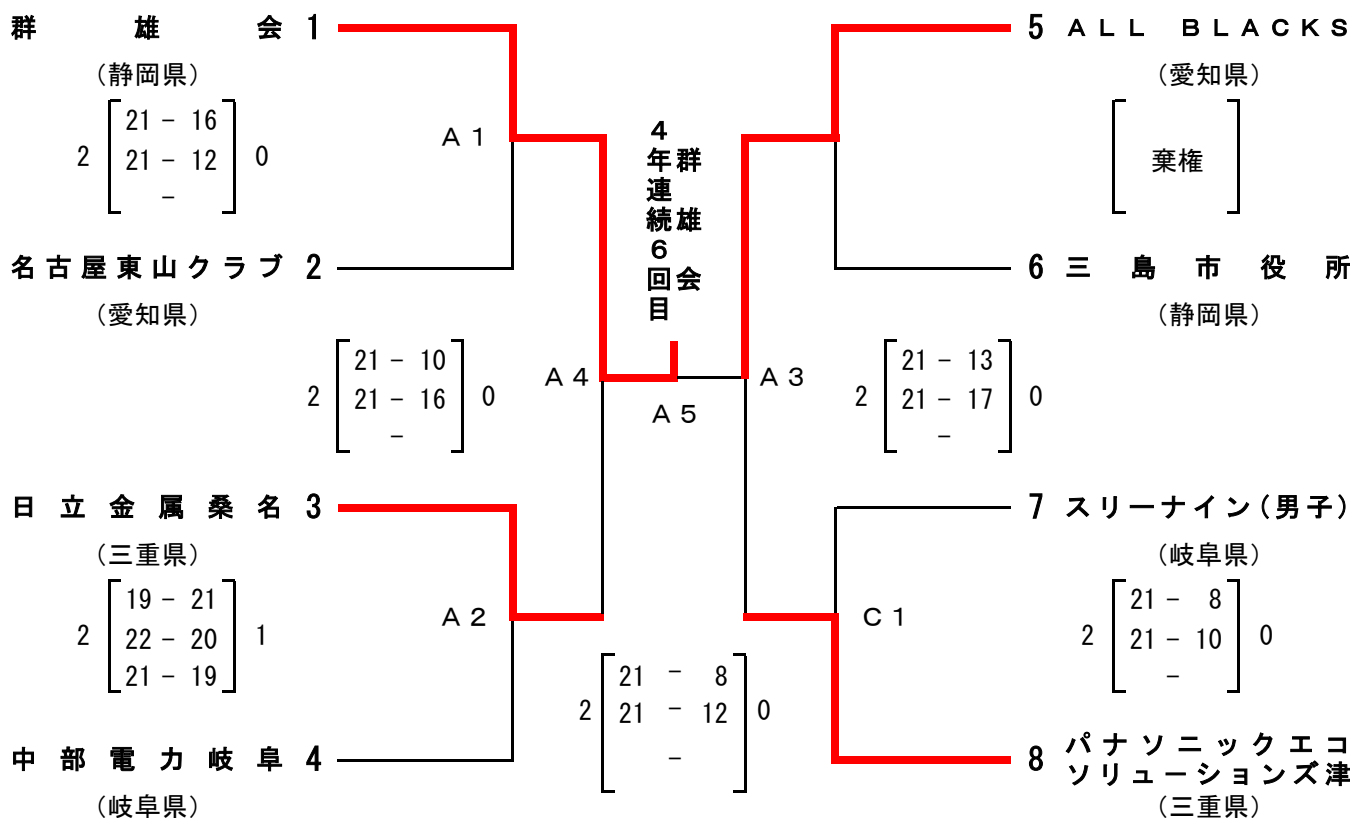 群雄会 1
（静岡県）
2 [ 21 - 16 ] 0
21 - 12
-
A1
名古屋東山クラブ 2
（愛知県）
2 [ 21 - 10 ] 0
21 - 16
-
A4
日立金属桑名 3
（三重県）
2 [ 19 - 21 ] 1
22 - 20
21 - 19
A2
中部電力岐阜 4
（岐阜県）
群雄会
4年連続6回目
A5
2 [ 21 - 8 ] 0
21 - 12
-
5 ALL BLACKS
（愛知県）
[ 棄権 ]
6 三島市役所
（静岡県）
A3
2 [ 21 - 13 ] 0
21 - 17
-
7 スリーナイン(男子)
（岐阜県）
C1
2 [ 21 - 8 ] 0
21 - 10
-
8 パナソニックエコ
ソリューションズ津
（三重県）